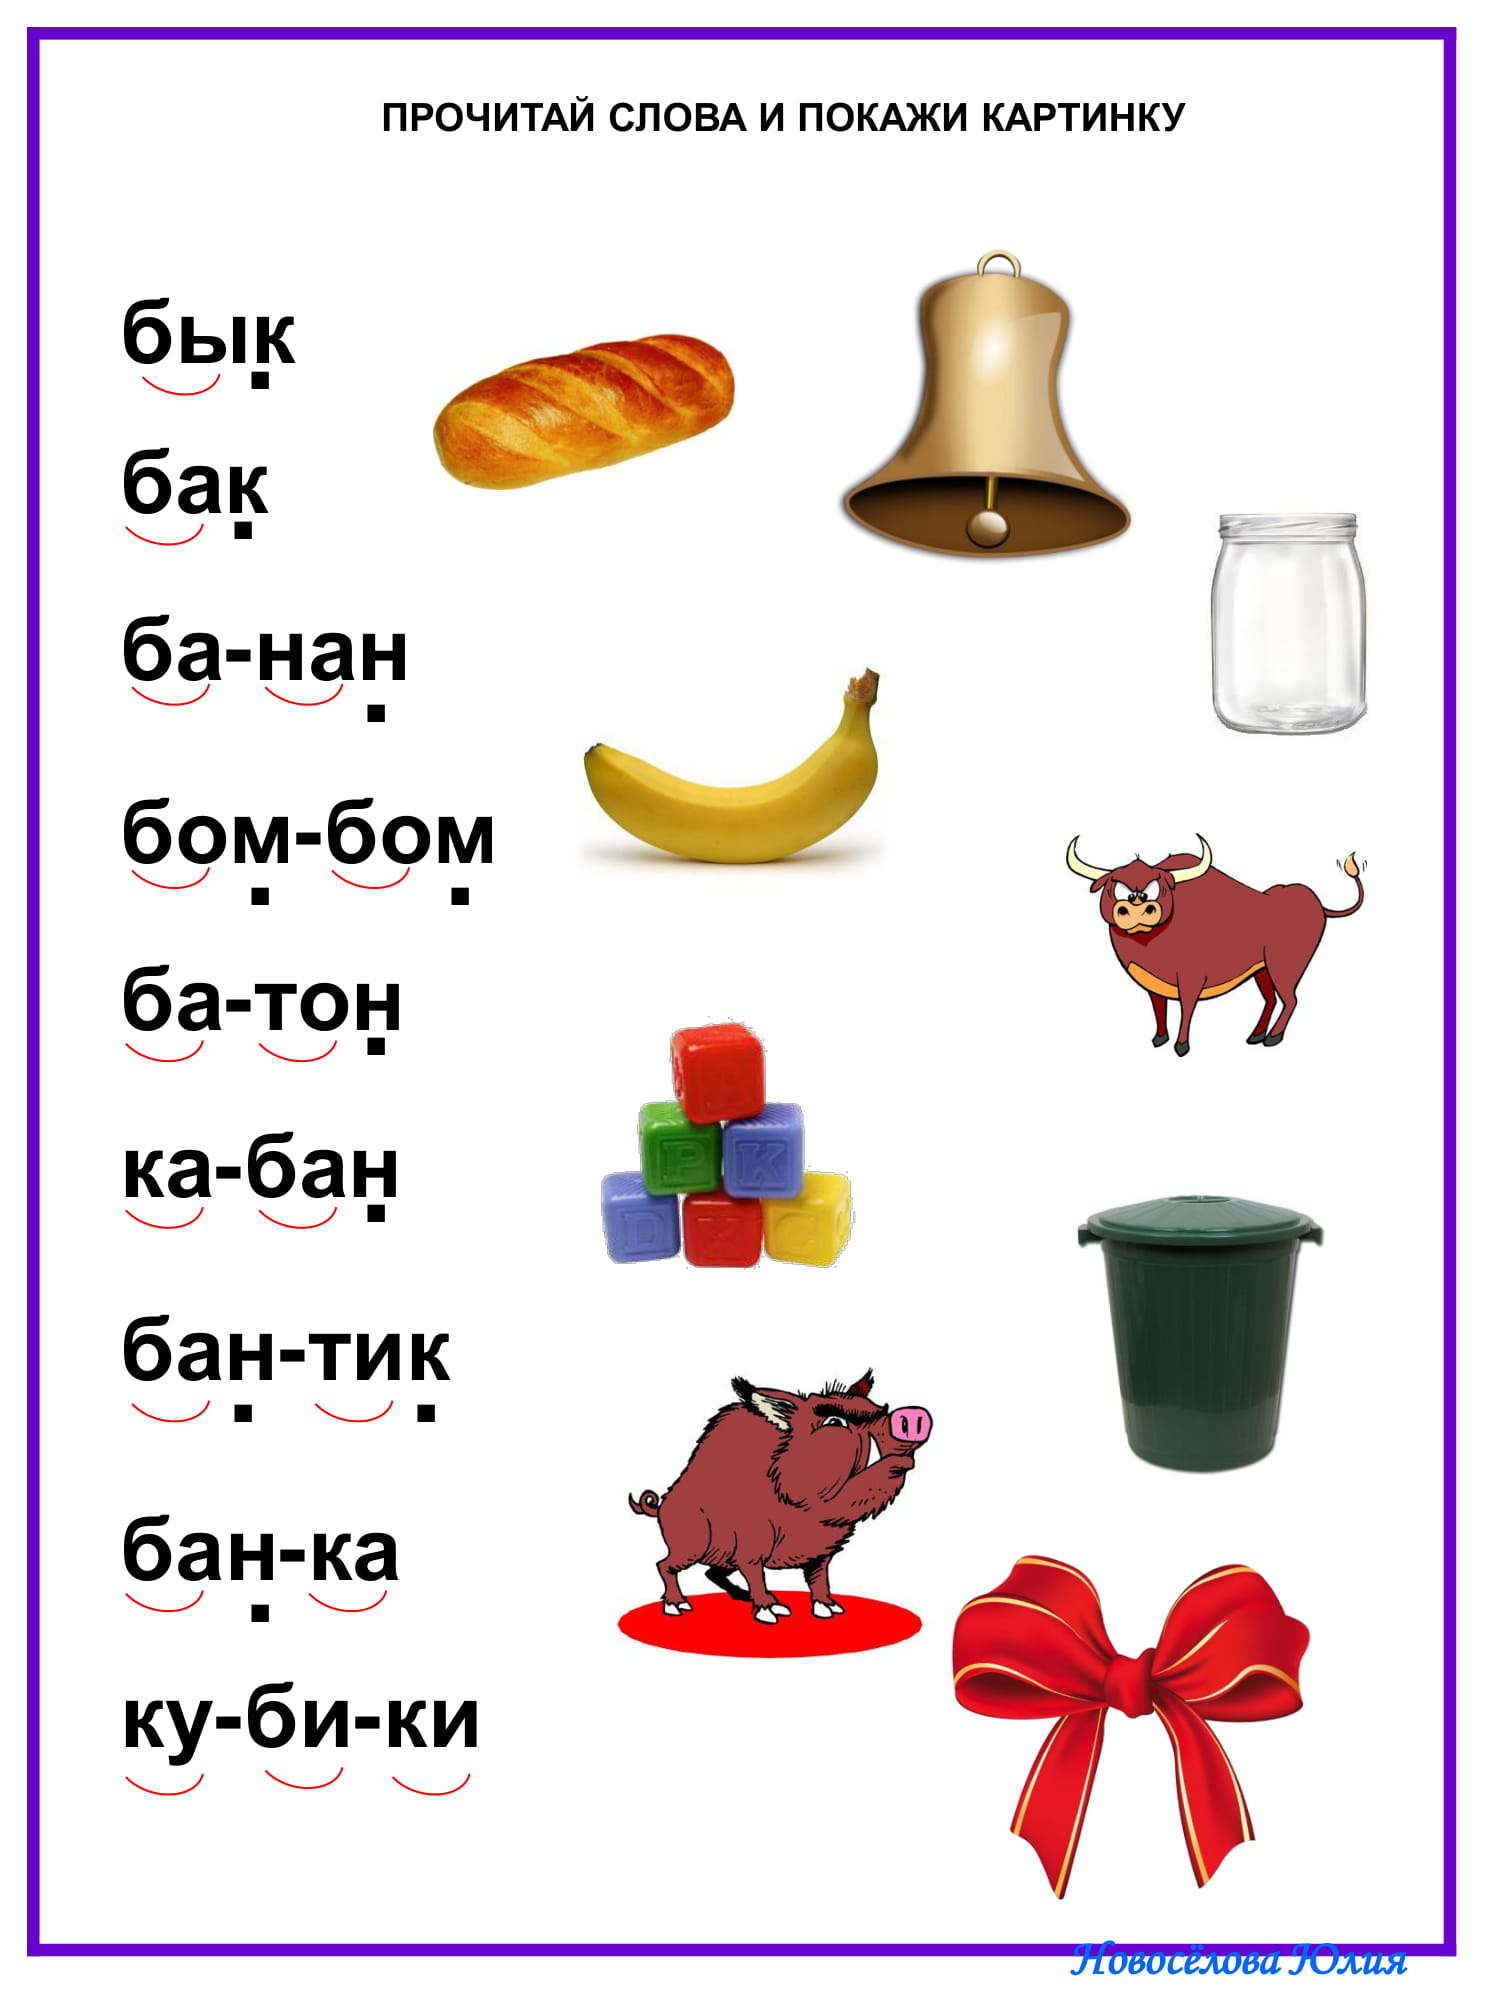 ПРОЧИТАЙ СЛОВА И ПОКАЖИ КАРТИНКУ
бык
бак
ба-нан
бом-бом
ба-тон
ка-бан
бан-тик
бан-ка
ку-би-ки
P K
D Z C
Новосёлова Юлия